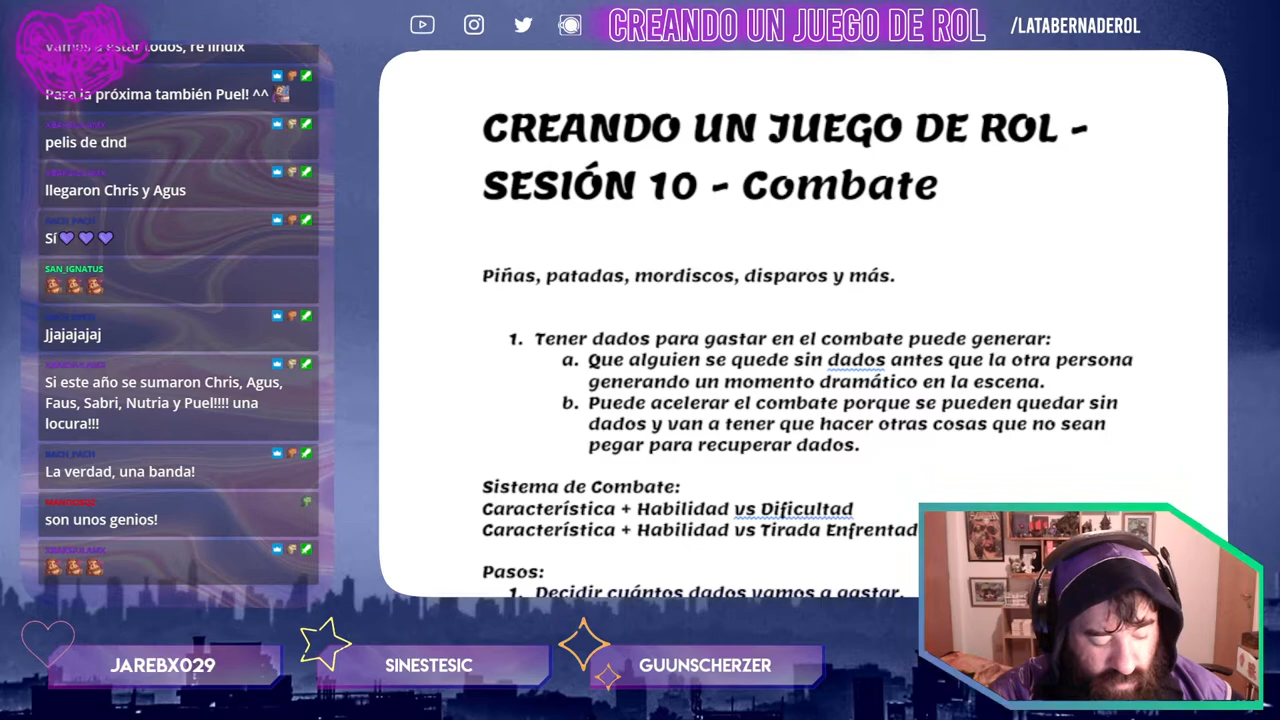 CREANDO UN JUEGO DE ROL
/LATABERNADEROL
Vamos a estar todos, re lindix
Para la próxima también Puel! ^^
pelis de dnd
llegaron Chris y Agus
Sí
SAN_IGNATUS
Jjajajajaj
Si este año se sumaron Chris, Agus,
Faus, Sabri, Nutria y Puel!!!! una
locura!!!
La verdad, una banda!
son unos genios!
CREANDO UN JUEGO DE ROL -
SESIÓN 10 - Combate
Piñas, patadas, mordiscos, disparos y más.
1. Tener dados para gastar en el combate puede generar:
a. Que alguien se quede sin dados antes que la otra persona
generando un momento dramático en la escena.
b. Puede acelerar el combate porque se pueden quedar sin
dados y van a tener que hacer otras cosas que no sean
pegar para recuperar dados.
Sistema de Combate:
Característica + Habilidad vs Dificultad
Característica + Habilidad vs Tirada Enfrentad
Pasos:
1. Decidir cuántos dados vamos a gastar.
JAREBX029
SINESTESIC
GUUNSCHERZER